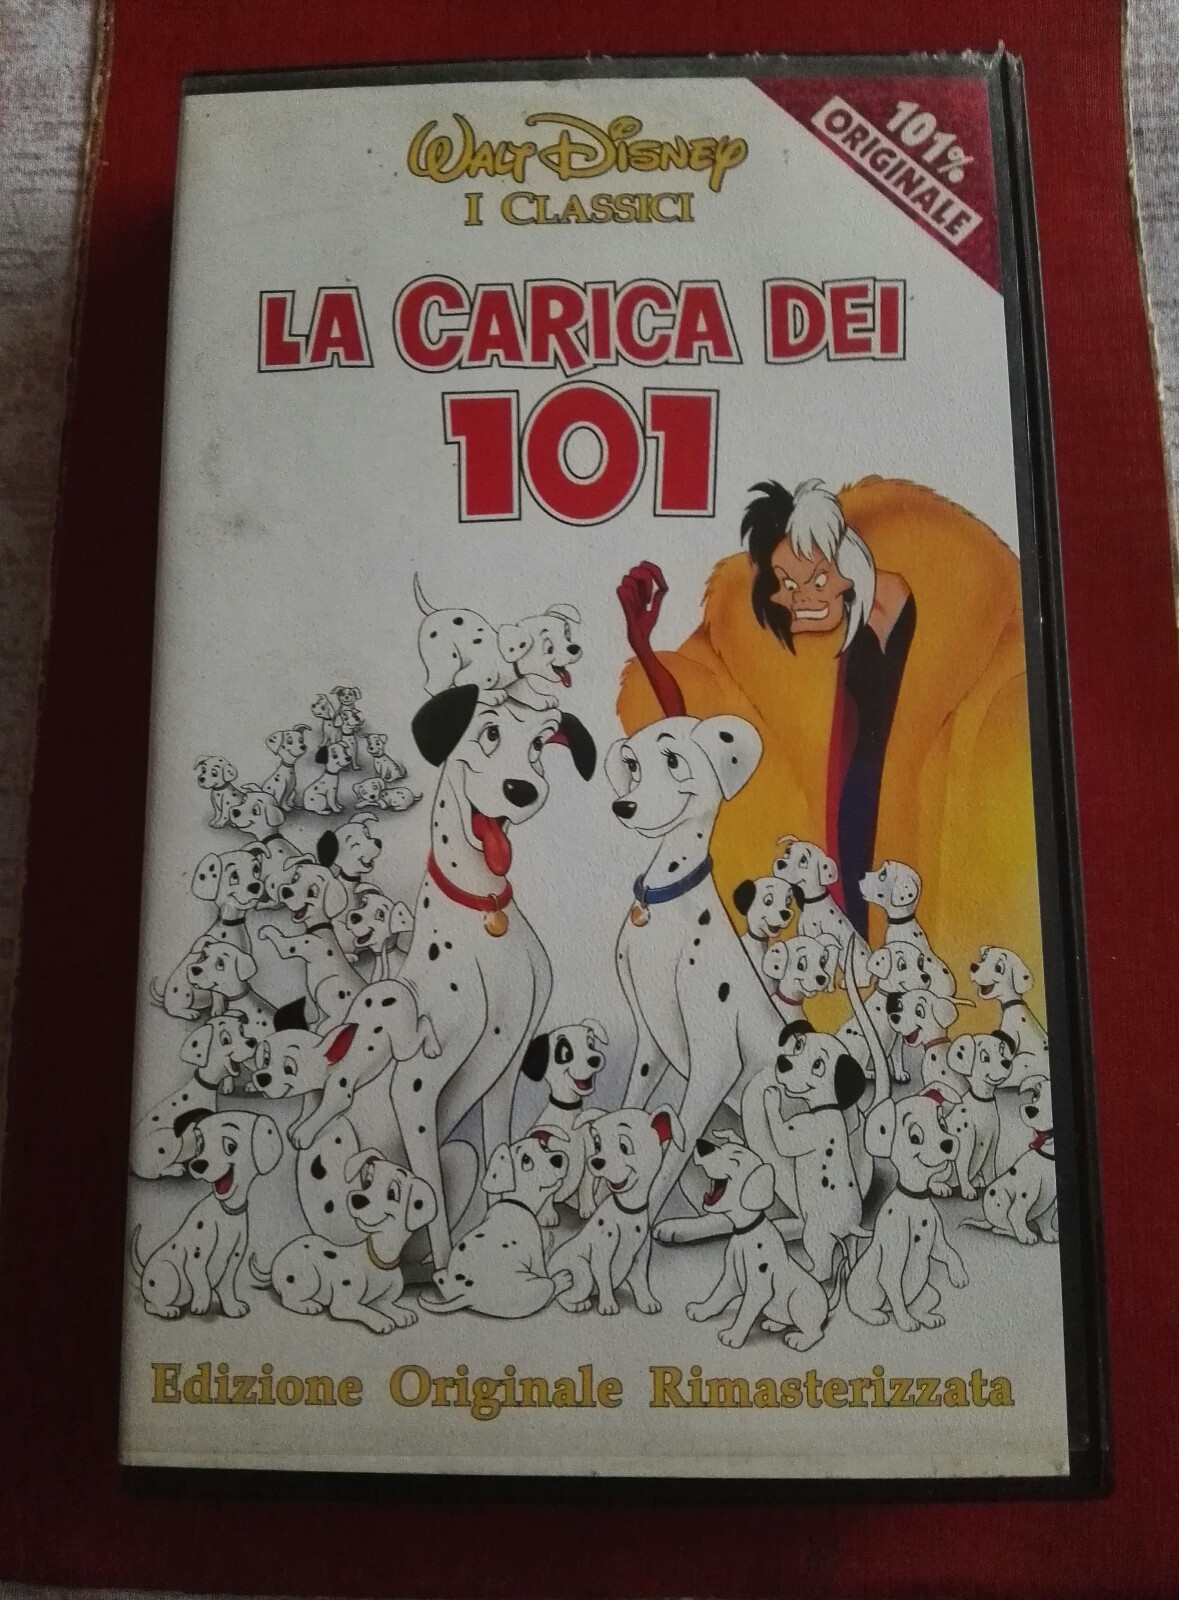 Walt Disney
I Classici
101%
ORIGINALE
LA CARICA DEI
101
Edizione Originale Rimasterizzata